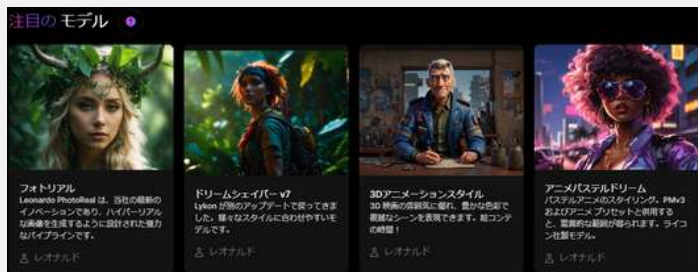 注目の モデル ?
フォトリアル
Leonardo PhotoReal は、当社の最新の
イノベーションであり、ハイパーリアル
な画像を生成するように設計された強力
なパイプラインです。
レオナルド
ドリームシェイパー v7
Lykon が別のアップデートで戻ってきま
した。様々なスタイルに合わせやすいモ
デルです。
レオナルド
3Dアニメーションスタイル
3D 映画の雰囲気に優れ、豊かな色彩で
複雑なシーンを表現できます。絵コンテ
の時間！
レオナルド
アニメパステルドリーム
パステルアニメのスタイリング。PMv3
およびアニメ プリセットと併用する
と、驚異的な範囲が得られます。ライコ
ン社製モデル。
レオナルド